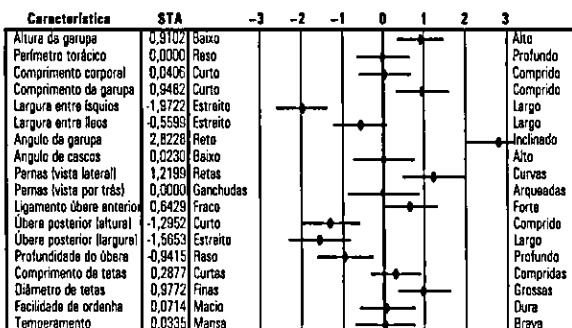 Característica STA −3 −2 −1 0 1 2 3
Altura da garupa 0,9102 Baixo Alto
Perímetro torácico 0,0000 Raso Profundo
Comprimento corporal 0,0406 Curto Comprido
Comprimento da garupa 0,9482 Curto Comprido
Largura entre ísquios -1,9722 Estreito Largo
Largura entre íleos -0,5599 Estreito Largo
Angulo da garupa 2,8228 Reto Inclinado
Angulo de cascos 0,0230 Baixo Alto
Pernas (vista lateral) 1,2199 Retas Curvas
Pernas (vista por trás) 0,0000 Ganchudas Arqueadas
Ligamento úbere anterior 0,6429 Fraco Forte
Úbere posterior (altura) -1,2952 Curto Comprido
Úbere posterior (largura) -1,5653 Estreito Largo
Profundidade do úbere -0,9415 Raso Profundo
Comprimento de tetas 0,2877 Curtas Compridas
Diâmetro de tetas 0,9772 Finas Grossas
Facilidade de ordenha 0,0714 Macio Dura
Temperamento 0,0335 Mansa Brava